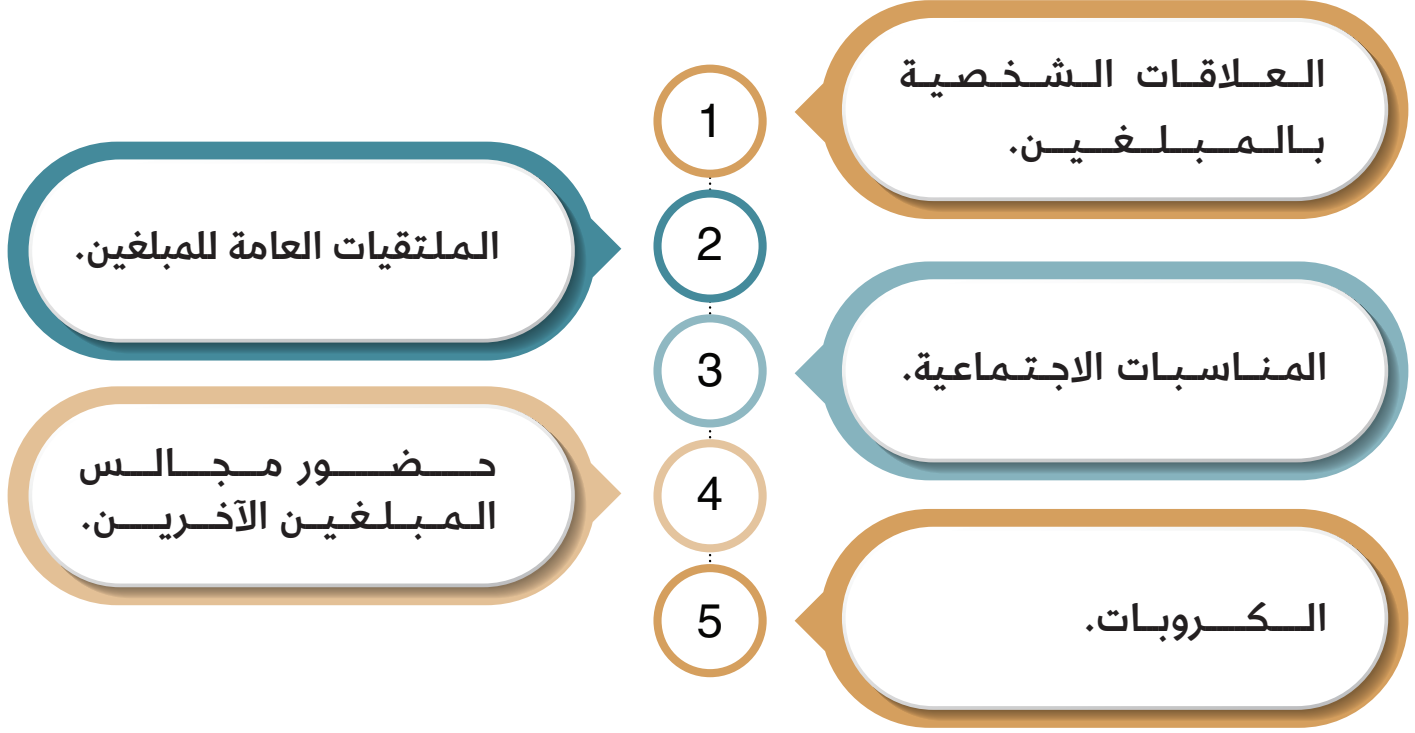 1
العلاقات الشخصية
بالمبلغين.
2
الملتقيات العامة للمبلغين.
3
المناسبات الاجتماعية.
4
حضور مجالس
المبلغين الآخرين.
5
الكروبات.